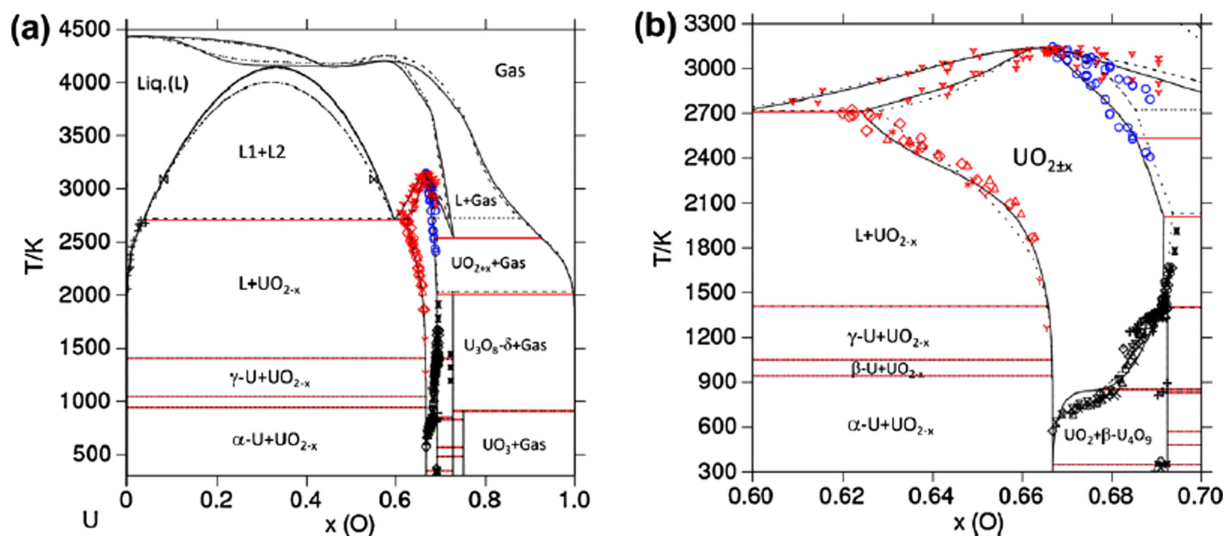 (a)
4500
4000
3500
3000
2500
2000
1500
1000
500
T/K
Liq.(L)
Gas
L1+L2
L+Gas
UO2+x+Gas
L+UO2-x
U3O8-δ+Gas
γ-U+UO2-x
α-U+UO2-x
UO3+Gas
0
0.2
0.4
0.6
0.8
1.0
U
x (O)
(b)
3300
3000
2700
2400
2100
1800
1500
1200
900
600
300
T/K
UO2±x
L+UO2-x
γ-U+UO2-x
β-U+UO2-x
α-U+UO2-x
UO2+β-U4O9
0.60
0.62
0.64
0.66
0.68
0.70
x (O)